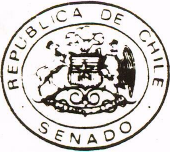 REPUBLICA DE CHILE
SENADO